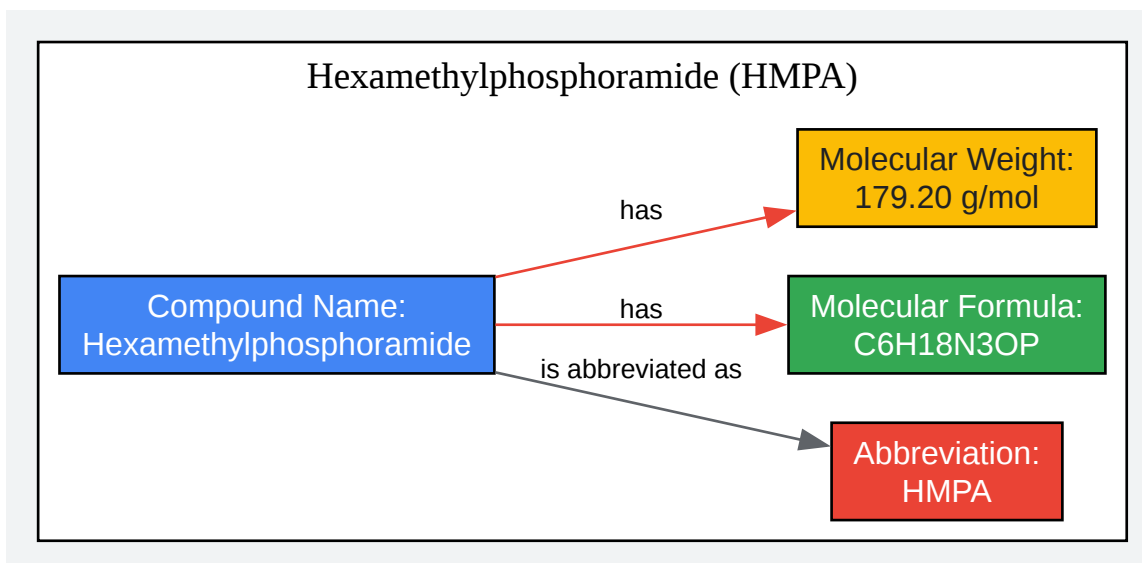 Hexamethylphosphoramide (HMPA)
Molecular Weight:
179.20 g/mol
has
Compound Name:
Hexamethylphosphoramide
has
Molecular Formula:
C6H18N3OP
is abbreviated as
Abbreviation:
HMPA